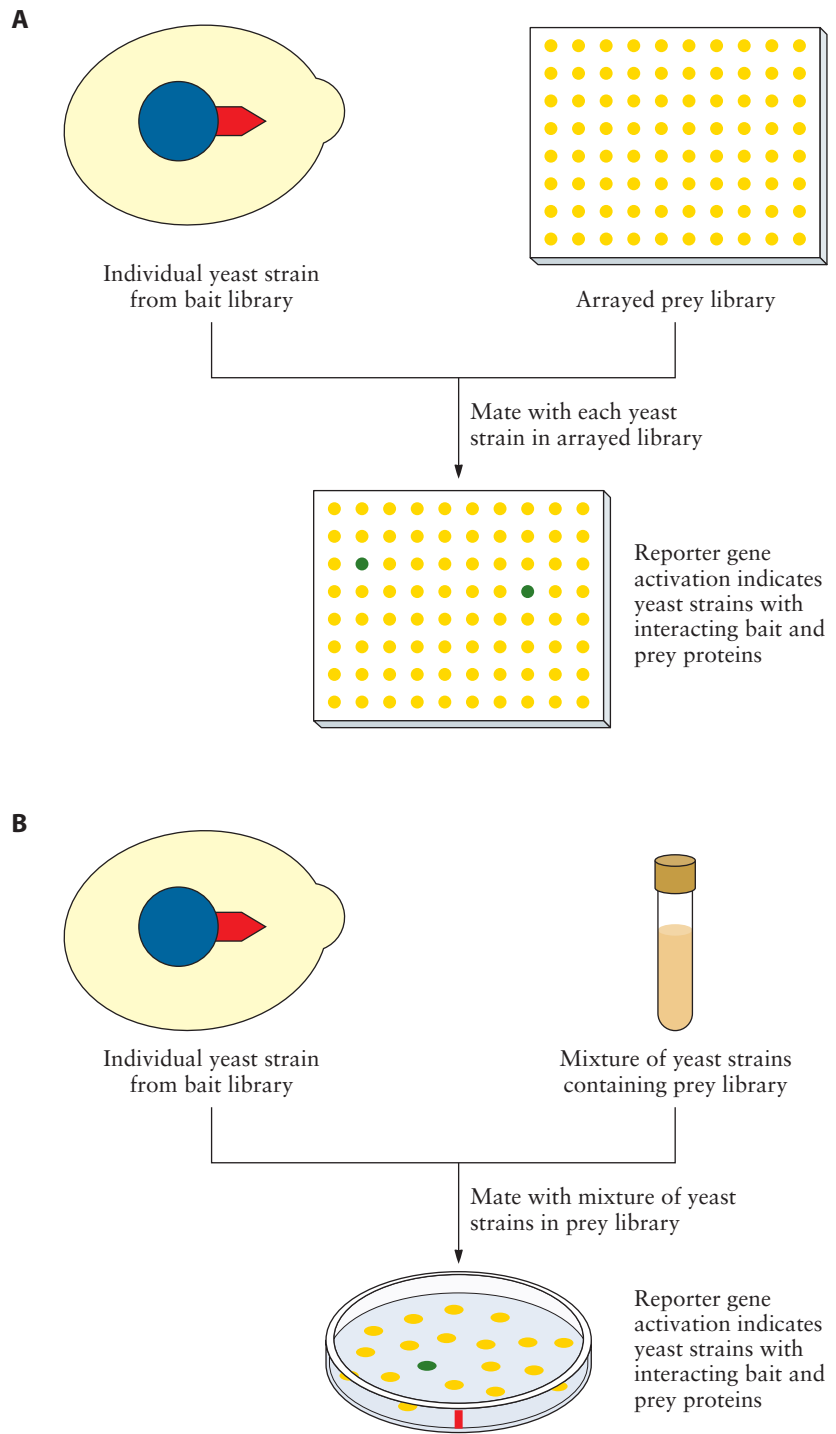 A
Individual yeast strain
from bait library
Arrayed prey library
Mate with each yeast
strain in arrayed library
Reporter gene
activation indicates
yeast strains with
interacting bait and
prey proteins
B
Individual yeast strain
from bait library
Mixture of yeast strains
containing prey library
Mate with mixture of yeast
strains in prey library
Reporter gene
activation indicates
yeast strains with
interacting bait and
prey proteins